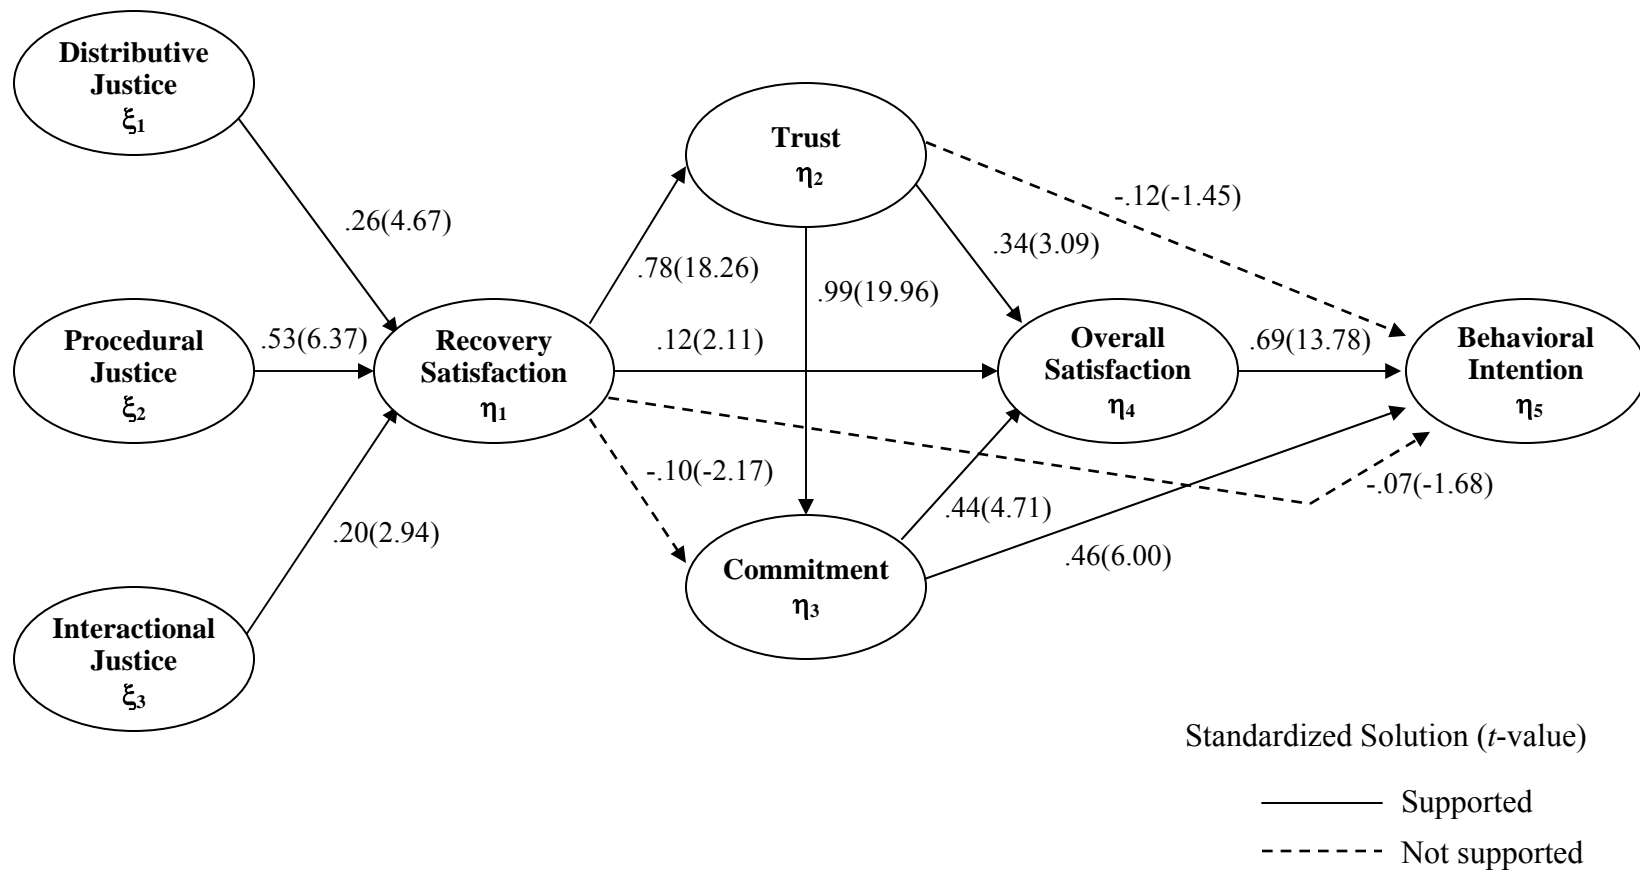 Distributive
Justice
ξ1
Trust
η2
-.12(-1.45)
.26(4.67)
.34(3.09)
.78(18.26)
.99(19.96)
Procedural
Justice
ξ2
.53(6.37)
Recovery
Satisfaction
η1
.12(2.11)
Overall
Satisfaction
η4
.69(13.78)
Behavioral
Intention
η5
-.10(-2.17)
-.07(-1.68)
.44(4.71)
.20(2.94)
.46(6.00)
Commitment
η3
Interactional
Justice
ξ3
Standardized Solution (t-value)
Supported
Not supported